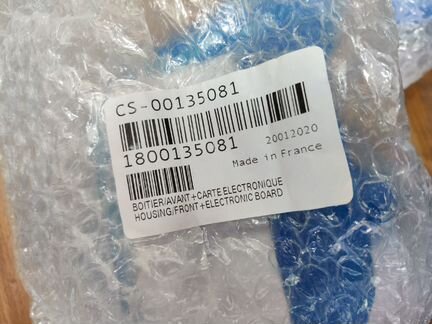 CS-00135081
1800135081 20012020
Made in France
BOITIER/AVANT+CARTE ELECTRONIQUE
HOUSING/FRONT+ELECTRONIC BOARD